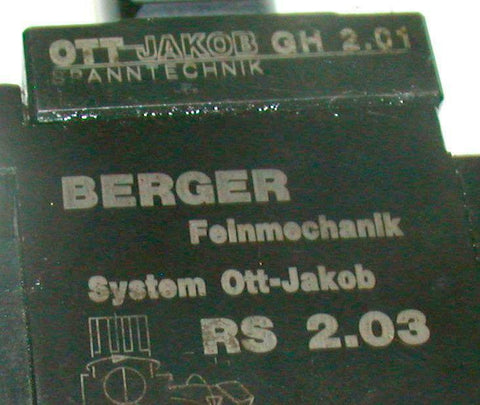 OTT JAKOB GH 2.01
SPANNTECHNIK
BERGER
Feinmechanik
System Ott-Jakob
RS 2.03